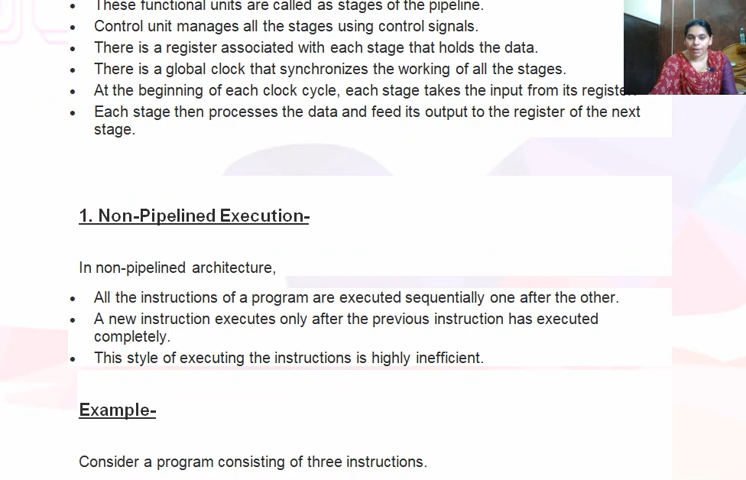 These functional units are called as stages of the pipeline.
Control unit manages all the stages using control signals.
There is a register associated with each stage that holds the data.
There is a global clock that synchronizes the working of all the stages.
At the beginning of each clock cycle, each stage takes the input from its register.
Each stage then processes the data and feed its output to the register of the next
stage.
1. Non-Pipelined Execution-
In non-pipelined architecture,
All the instructions of a program are executed sequentially one after the other.
A new instruction executes only after the previous instruction has executed
completely.
This style of executing the instructions is highly inefficient.
Example-
Consider a program consisting of three instructions.